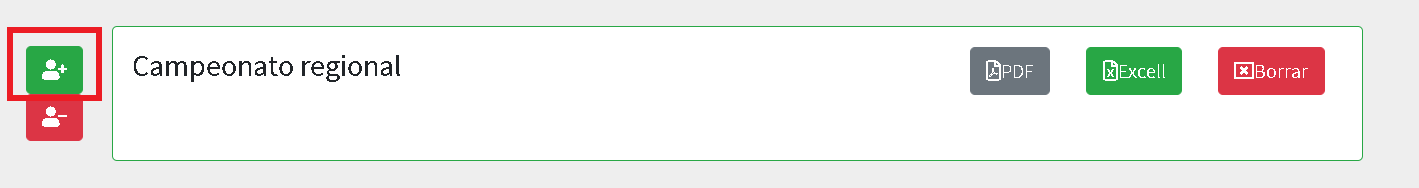 Campeonato regional
PDF
Excell
Borrar